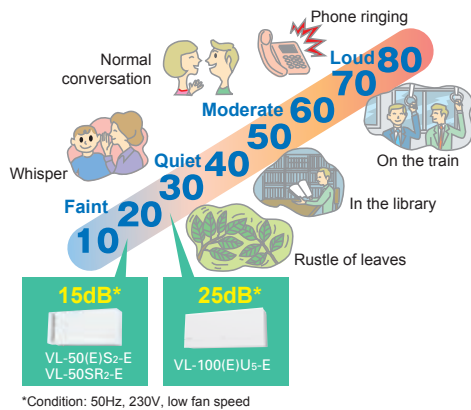 Phone ringing
Normal
conversation
Loud 80
70
Moderate 60
50
On the train
Whisper
Quiet 40
30
In the library
Faint 20
10
Rustle of leaves
15dB*
VL-50(E)S2-E
VL-50SR2-E
25dB*
VL-100(E)U5-E
*Condition: 50Hz, 230V, low fan speed